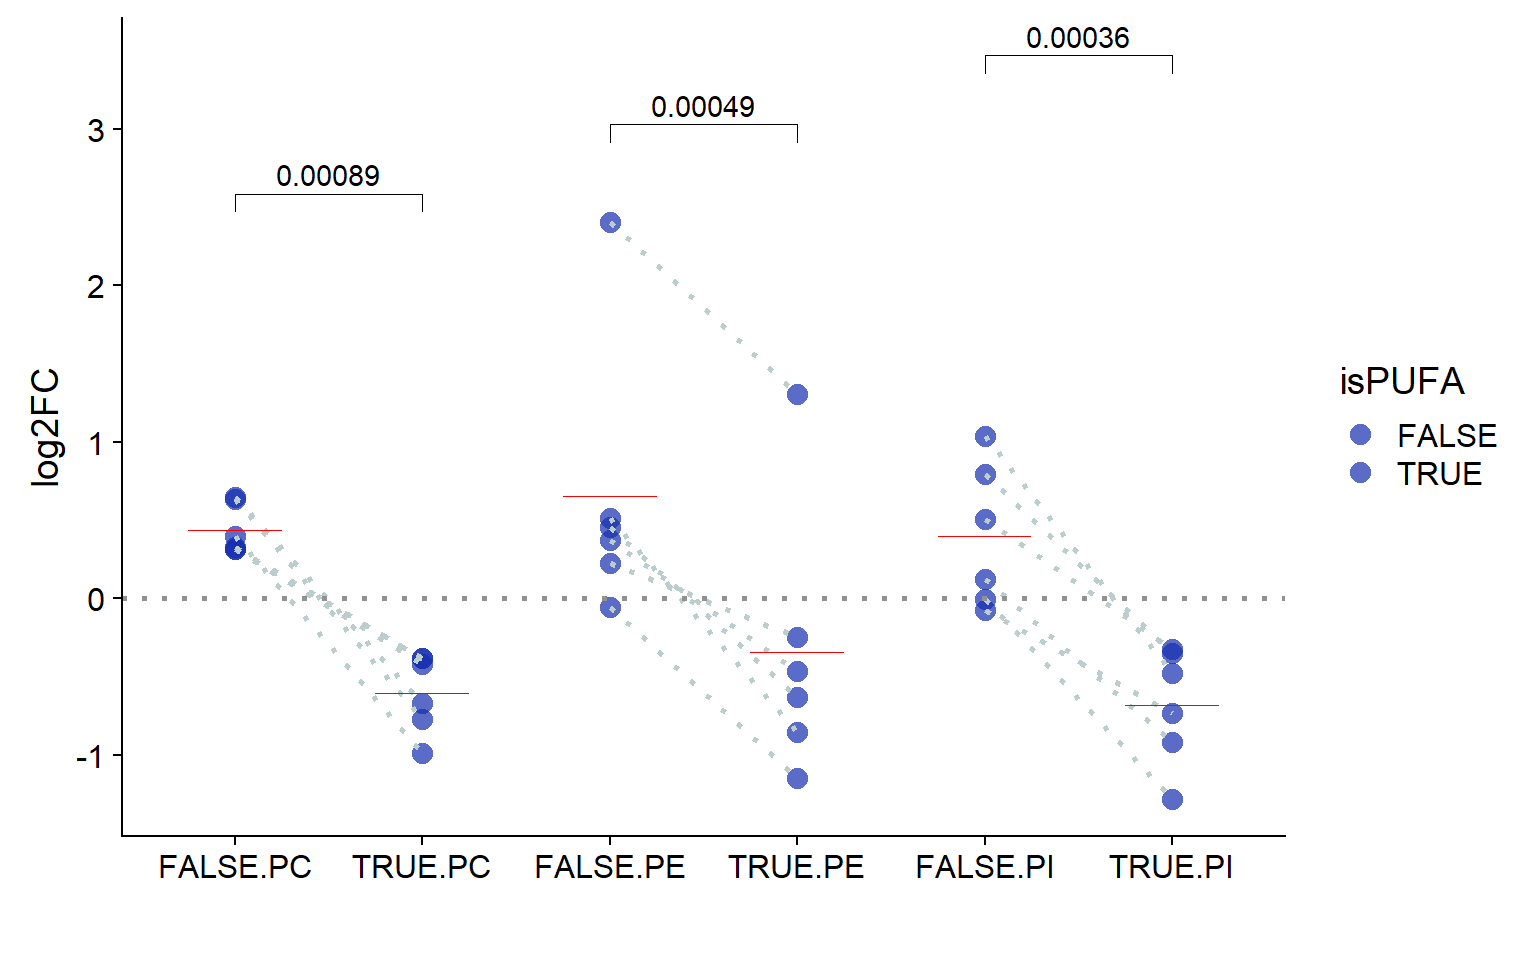 0.00036
0.00049
0.00089
3
2
1
0
-1
log2FC
isPUFA
FALSE
TRUE
FALSE.PC TRUE.PC FALSE.PE TRUE.PE FALSE.PI TRUE.PI